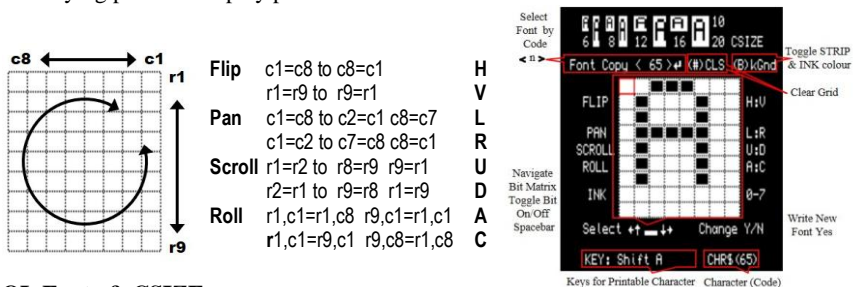 c8 c1
r1
r9
Flip c1=c8 to c8=c1 H
r1=r9 to r9=r1 V
Pan c1=c8 to c2=c1 c8=c7 L
c1=c2 to c7=c8 c8=c1 R
Scroll r1=r2 to r8=r9 r9=r1 U
r2=r1 to r9=r8 r1=r9 D
Roll r1,c1=r1,c8 r9,c1=r1,c1 A
r1,c1=r9,c1 r9,c8=r1,c8 C
Select
Font by
Code
< n >
6 8 12 16 20 CSIZE
10
Font Copy < 65 >↵ (#)CLS (B)kGnd
Toggle STRIP
& INK colour
Clear Grid
FLIP H:V
PAN L:R
SCROLL U:D
ROLL A:C
INK 0-7
Navigate
Bit Matrix
Toggle Bit
On/Off
Spacebar
Select Change Y/N
Write New
Font Yes
KEY: Shift A CHR$(65)
Keys for Printable Character Character (Code)